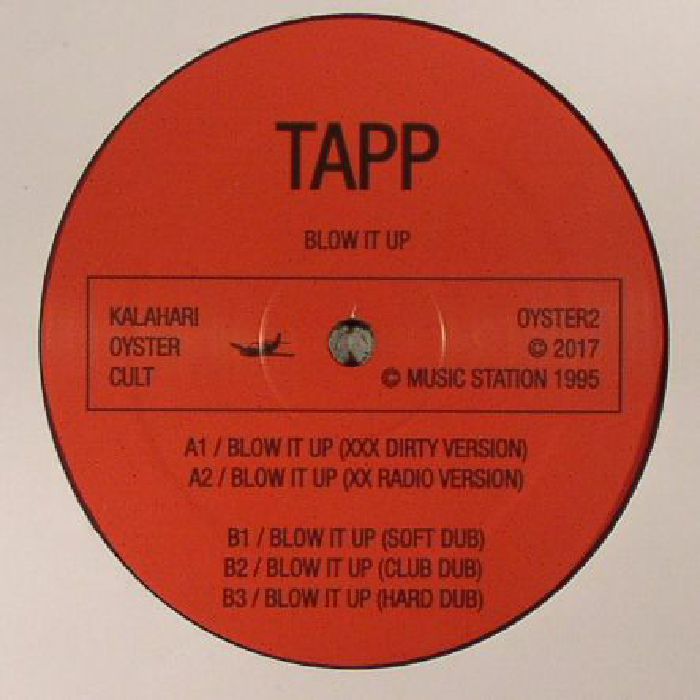 TAPP
BLOW IT UP
KALAHARI
OYSTER
CULT
OYSTER2
© 2017
© MUSIC STATION 1995
A1 / BLOW IT UP (XXX DIRTY VERSION)
A2 / BLOW IT UP (XX RADIO VERSION)
B1 / BLOW IT UP (SOFT DUB)
B2 / BLOW IT UP (CLUB DUB)
B3 / BLOW IT UP (HARD DUB)